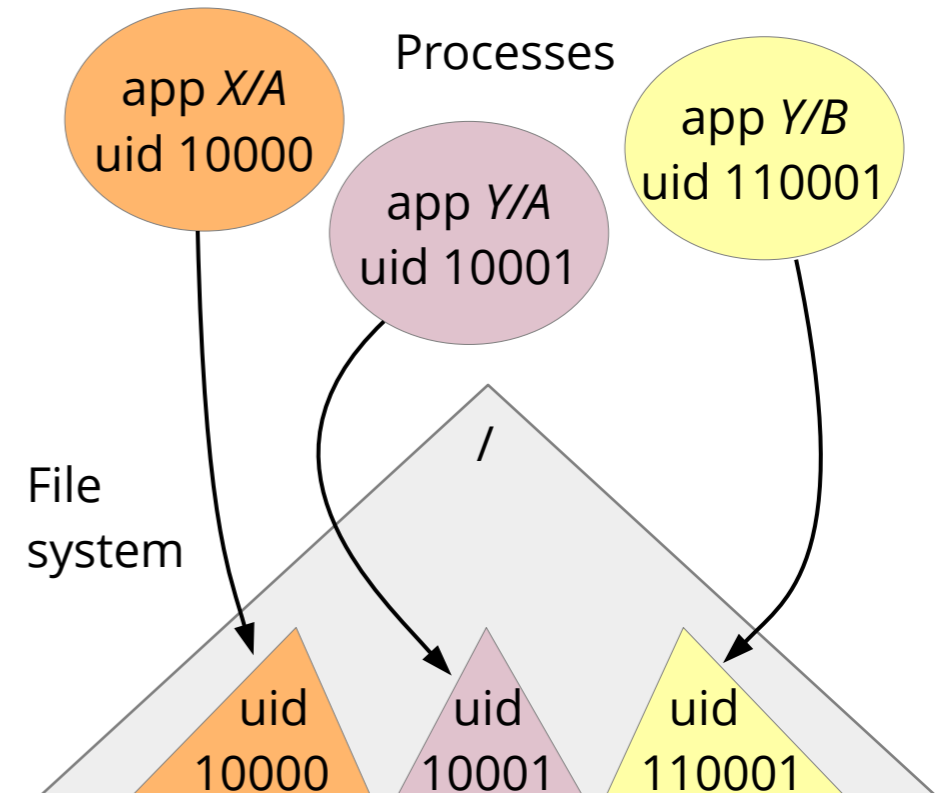 Processes
app X/A
uid 10000
app Y/A
uid 10001
app Y/B
uid 110001
/
File
system
uid
10000
uid
10001
uid
110001